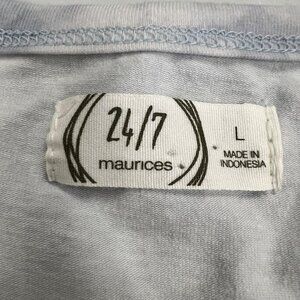 24/7
maurices
L
MADE IN
INDONESIA